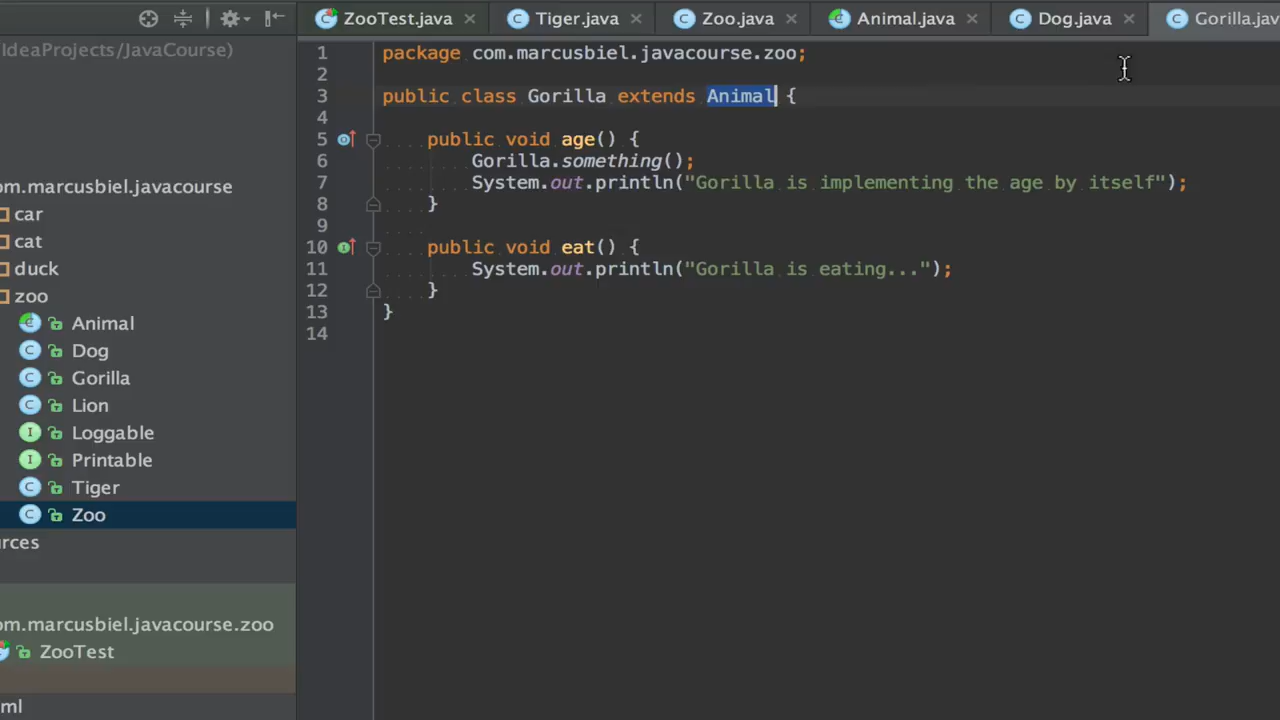 ZooTest.java
Tiger.java
Zoo.java
Animal.java
Dog.java
Gorilla.jav
IdeaProjects/JavaCourse)
om.marcusbiel.javacourse
car
cat
duck
zoo
Animal
Dog
Gorilla
Lion
Loggable
Printable
Tiger
Zoo
urces
om.marcusbiel.javacourse.zoo
ZooTest
ml
1 package com.marcusbiel.javacourse.zoo;
2
3 public class Gorilla extends Animal {
4
5 public void age() {
6 Gorilla.something();
7 System.out.println("Gorilla is implementing the age by itself");
8 }
9
10 public void eat() {
11 System.out.println("Gorilla is eating...");
12 }
13 }
14